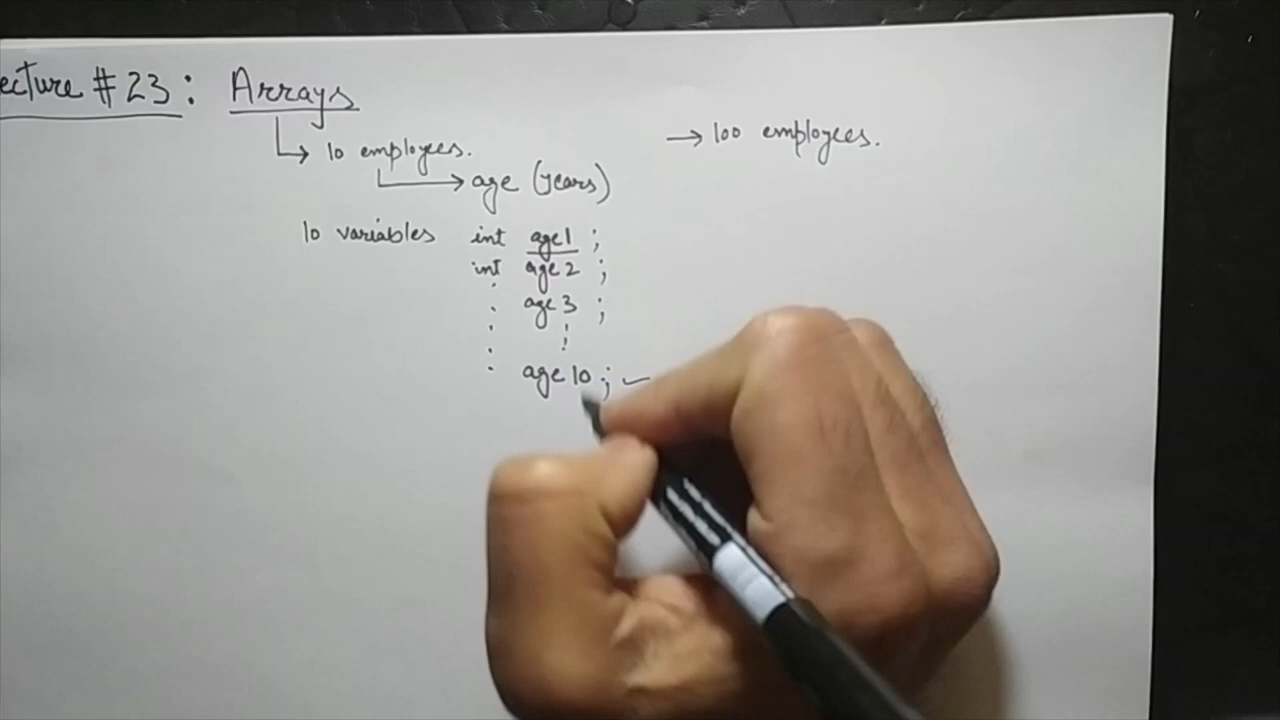 ecture #23: Arrays
→ 10 employees.
→ 100 employees.
→ age (years)
10 variables int age1 ;
int age2 ;
age3 ;
age10 ;